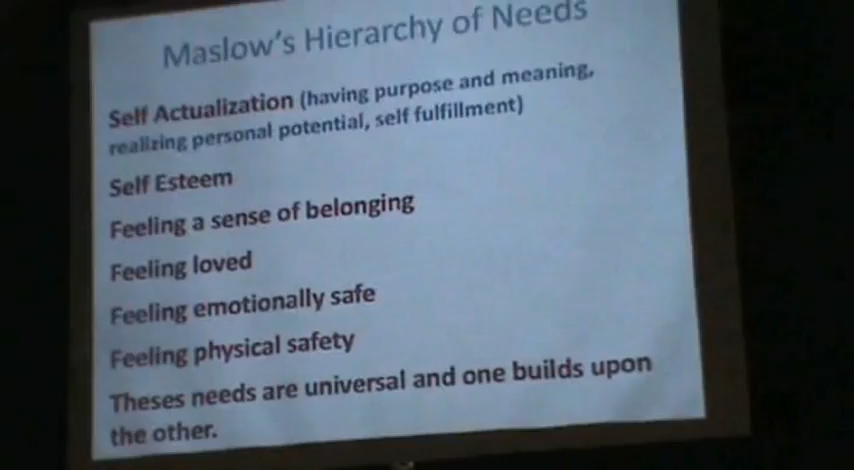 Maslow's Hierarchy of Needs
Self Actualization (having purpose and meaning,
realizing personal potential, self fulfillment)
Self Esteem
Feeling a sense of belonging
Feeling loved
Feeling emotionally safe
Feeling physical safety
Theses needs are universal and one builds upon
the other.